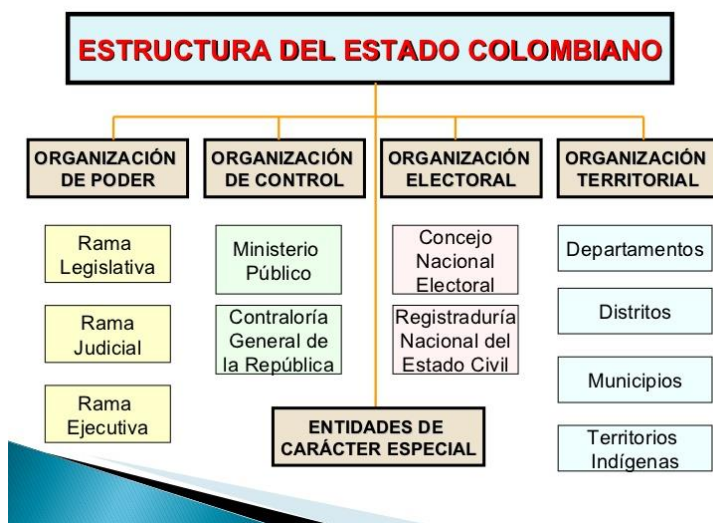 ESTRUCTURA DEL ESTADO COLOMBIANO
ORGANIZACIÓN
DE PODER
Rama
Legislativa
Rama
Judicial
Rama
Ejecutiva
ORGANIZACIÓN
DE CONTROL
Ministerio
Público
Contraloría
General de
la República
ORGANIZACIÓN
ELECTORAL
Concejo
Nacional
Electoral
Registraduría
Nacional del
Estado Civil
ORGANIZACIÓN
TERRITORIAL
Departamentos
Distritos
Municipios
Territorios
Indígenas
ENTIDADES DE
CARÁCTER ESPECIAL